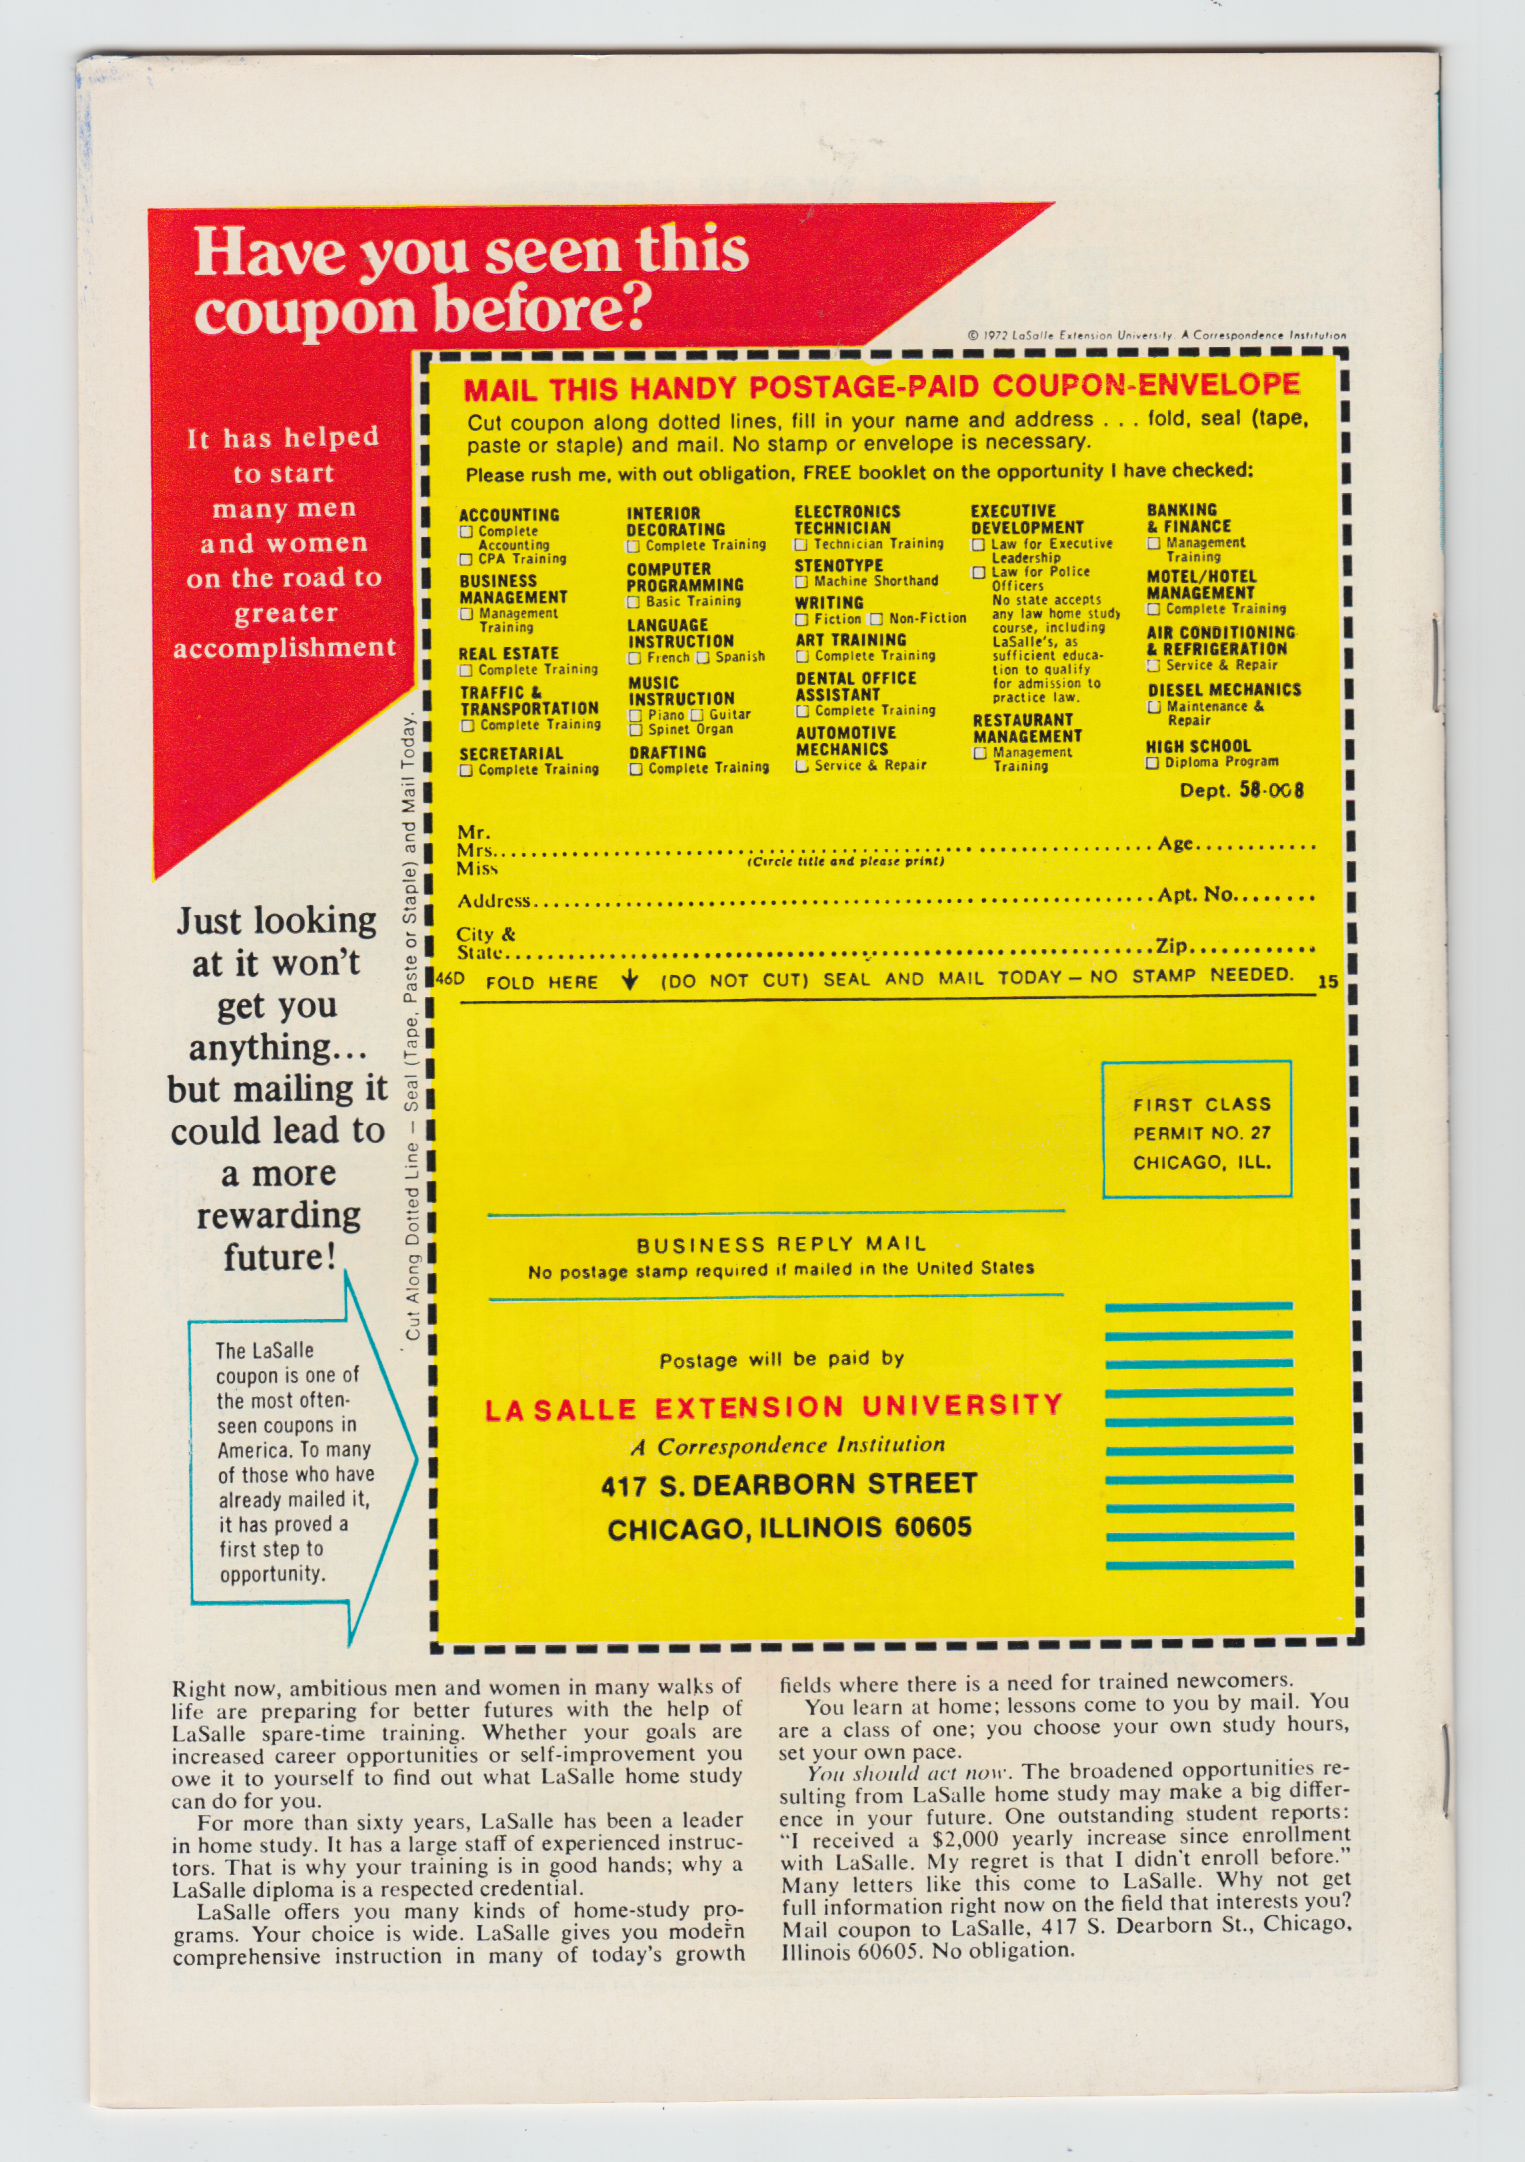 Have you seen this
coupon before?
© 1972 LaSalle Extension University. A Correspondence Institution
It has helped
to start
many men
and women
on the road to
greater
accomplishment
Just looking
at it won't
get you
anything...
but mailing it
could lead to
a more
rewarding
future!
The LaSalle
coupon is one of
the most often-
seen coupons in
America. To many
of those who have
already mailed it,
it has proved a
first step to
opportunity.
Cut Along Dotted Line — Seal (Tape, Paste or Staple) and Mail Today.
MAIL THIS HANDY POSTAGE-PAID COUPON-ENVELOPE
Cut coupon along dotted lines, fill in your name and address . . . fold, seal (tape,
paste or staple) and mail. No stamp or envelope is necessary.
Please rush me, with out obligation, FREE booklet on the opportunity I have checked:
ACCOUNTING
☐ Complete
Accounting
☐ CPA Training
BUSINESS
MANAGEMENT
☐ Management
Training
REAL ESTATE
☐ Complete Training
TRAFFIC &
TRANSPORTATION
☐ Complete Training
SECRETARIAL
☐ Complete Training
INTERIOR
DECORATING
☐ Complete Training
COMPUTER
PROGRAMMING
☐ Basic Training
LANGUAGE
INSTRUCTION
☐ French ☐ Spanish
MUSIC
INSTRUCTION
☐ Piano ☐ Guitar
☐ Spinet Organ
DRAFTING
☐ Complete Training
ELECTRONICS
TECHNICIAN
☐ Technician Training
STENOTYPE
☐ Machine Shorthand
WRITING
☐ Fiction ☐ Non-Fiction
ART TRAINING
☐ Complete Training
DENTAL OFFICE
ASSISTANT
☐ Complete Training
AUTOMOTIVE
MECHANICS
☐ Service & Repair
EXECUTIVE
DEVELOPMENT
☐ Law for Executive
Leadership
☐ Law for Police
Officers
No state accepts
any law home study
course, including
LaSalle's, as
sufficient educa-
tion to qualify
for admission to
practice law.
RESTAURANT
MANAGEMENT
☐ Management
Training
BANKING
& FINANCE
☐ Management
Training
MOTEL/HOTEL
MANAGEMENT
☐ Complete Training
AIR CONDITIONING
& REFRIGERATION
☐ Service & Repair
DIESEL MECHANICS
☐ Maintenance &
Repair
HIGH SCHOOL
☐ Diploma Program
Dept. 58-008
Mr.
Mrs. Age
Miss
(Circle title and please print)
Address Apt. No.
City &
State Zip
46D FOLD HERE ↓ (DO NOT CUT) SEAL AND MAIL TODAY — NO STAMP NEEDED. 15
FIRST CLASS
PERMIT NO. 27
CHICAGO, ILL.
BUSINESS REPLY MAIL
No postage stamp required if mailed in the United States
Postage will be paid by
LA SALLE EXTENSION UNIVERSITY
A Correspondence Institution
417 S. DEARBORN STREET
CHICAGO, ILLINOIS 60605
Right now, ambitious men and women in many walks of
life are preparing for better futures with the help of
LaSalle spare-time training. Whether your goals are
increased career opportunities or self-improvement you
owe it to yourself to find out what LaSalle home study
can do for you.
For more than sixty years, LaSalle has been a leader
in home study. It has a large staff of experienced instruc-
tors. That is why your training is in good hands; why a
LaSalle diploma is a respected credential.
LaSalle offers you many kinds of home-study pro-
grams. Your choice is wide. LaSalle gives you modern
comprehensive instruction in many of today's growth
fields where there is a need for trained newcomers.
You learn at home; lessons come to you by mail. You
are a class of one; you choose your own study hours,
set your own pace.
You should act now. The broadened opportunities re-
sulting from LaSalle home study may make a big differ-
ence in your future. One outstanding student reports:
"I received a $2,000 yearly increase since enrollment
with LaSalle. My regret is that I didn't enroll before."
Many letters like this come to LaSalle. Why not get
full information right now on the field that interests you?
Mail coupon to LaSalle, 417 S. Dearborn St., Chicago,
Illinois 60605. No obligation.